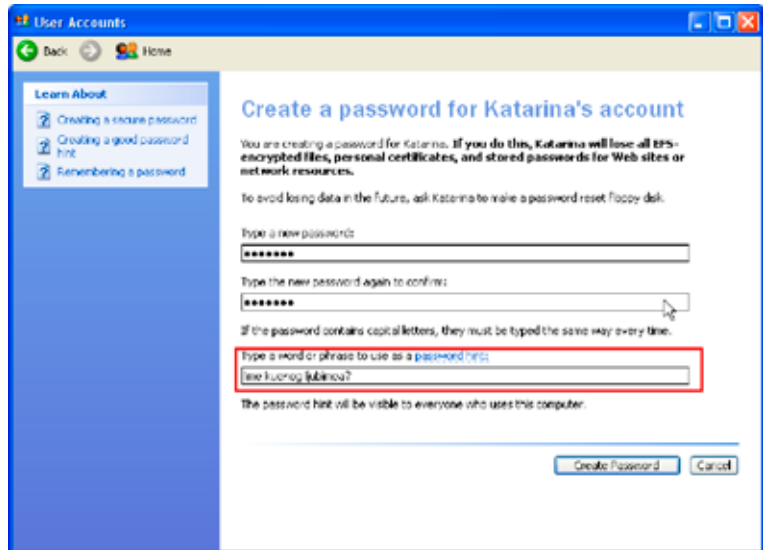 User Accounts
Back
Home
Learn About
Creating a secure password
Creating a good password
hint
Remembering a password
Create a password for Katarina's account
You are creating a password for Katarina. If you do this, Katarina will lose all EFS-
encrypted files, personal certificates, and stored passwords for Web sites or
network resources.
To avoid losing data in the future, ask Katarina to make a password reset floppy disk.
Type a new password:
•••••••
Type the new password again to confirm:
•••••••
If the password contains capital letters, they must be typed the same way every time.
Type a word or phrase to use as a password hint:
Ime kucnog ljubimca?
The password hint will be visible to everyone who uses this computer.
Create Password
Cancel